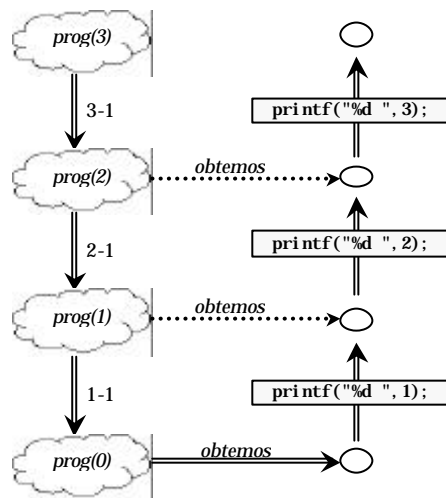 prog(3)
3-1
printf("%d ", 3);
prog(2)
obtemos
2-1
printf("%d ", 2);
prog(1)
obtemos
1-1
printf("%d ", 1);
prog(0)
obtemos